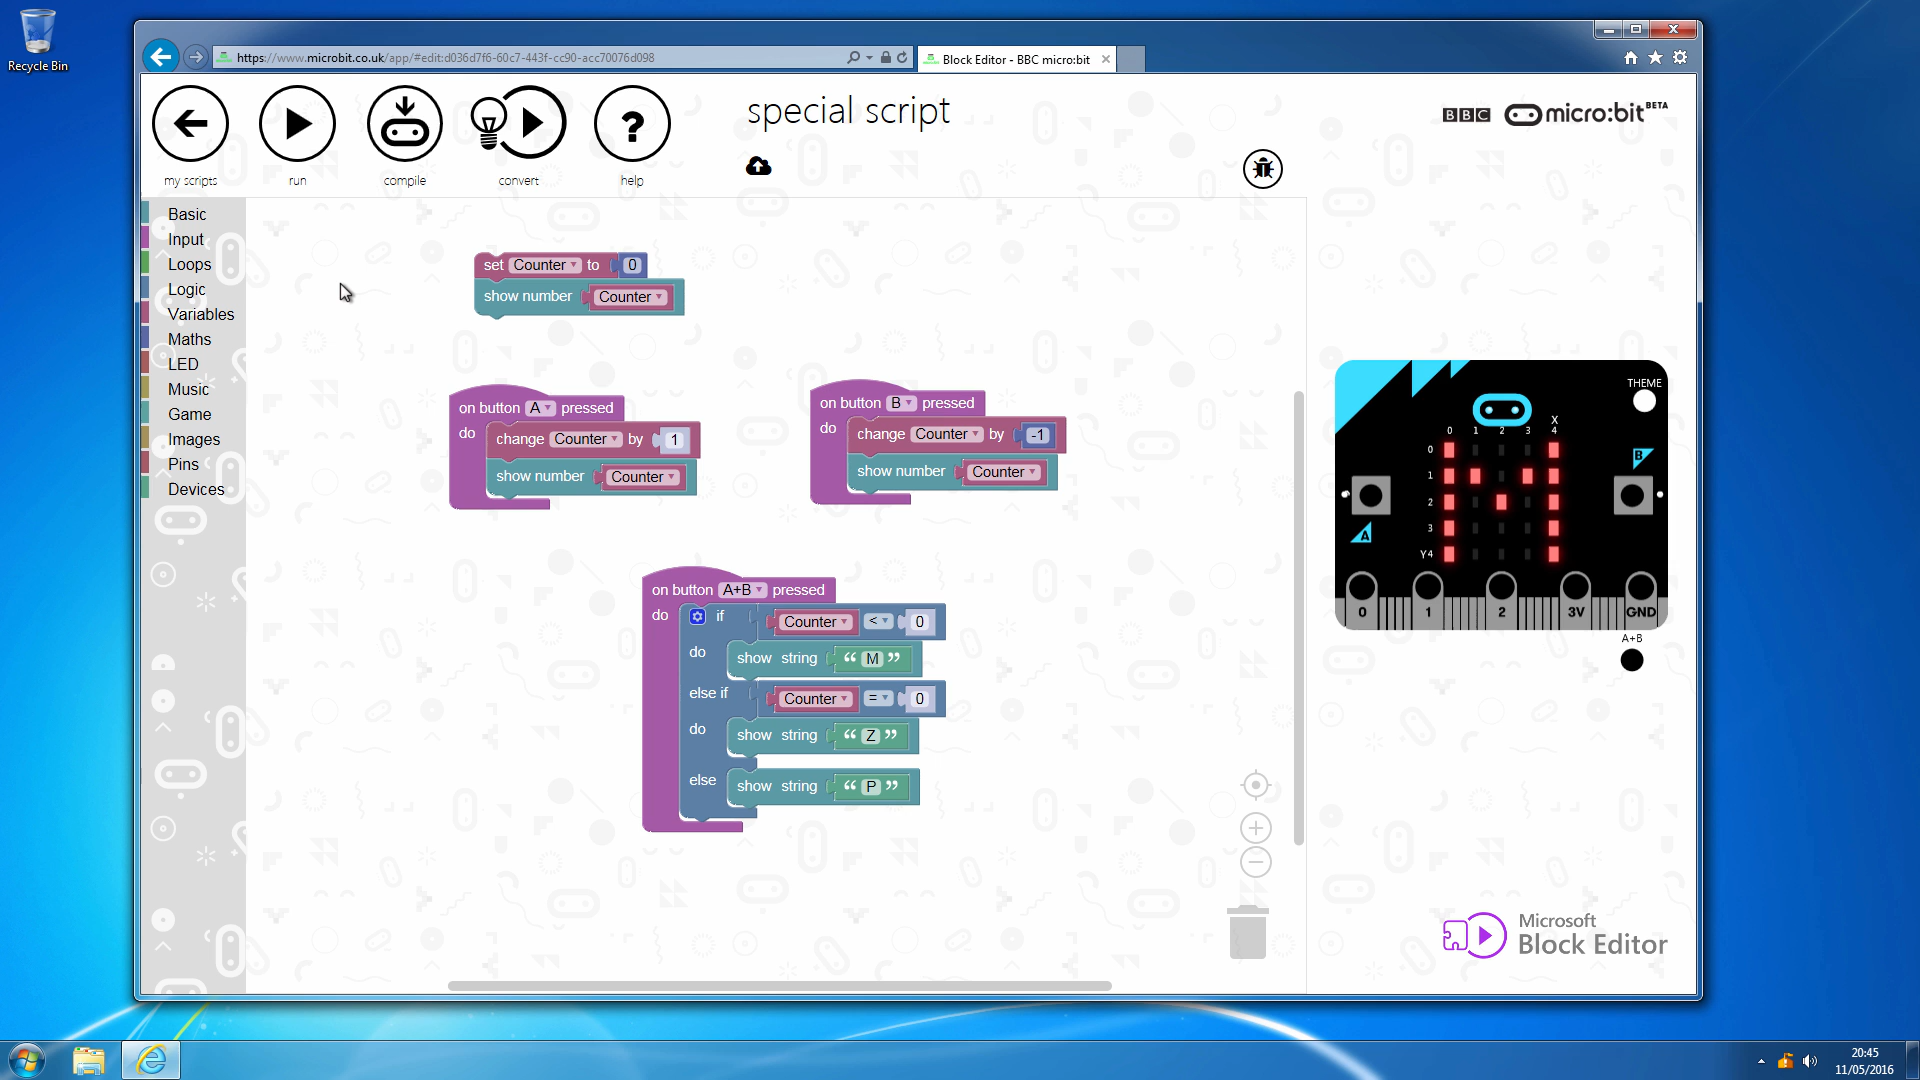 Recycle Bin
https://www.microbit.co.uk/app/#edit:d036d7f6-60c7-443f-cc90-acc70076d098
Block Editor - BBC micro:bit
my scripts
run
compile
convert
?
help
special script
BBC micro:bit BETA
Basic
Input
Loops
Logic
Variables
Maths
LED
Music
Game
Images
Pins
Devices
set Counter to 0
show number Counter
on button A pressed
do change Counter by 1
show number Counter
on button B pressed
do change Counter by -1
show number Counter
on button A+B pressed
do if Counter < 0
do show string “ M ”
else if Counter = 0
do show string “ Z ”
else show string “ P ”
THEME
X
0 1 2 3 4
0
1
2
3
Y4
A
B
0 1 2 3V GND
A+B
Microsoft
Block Editor
20:45
11/05/2016